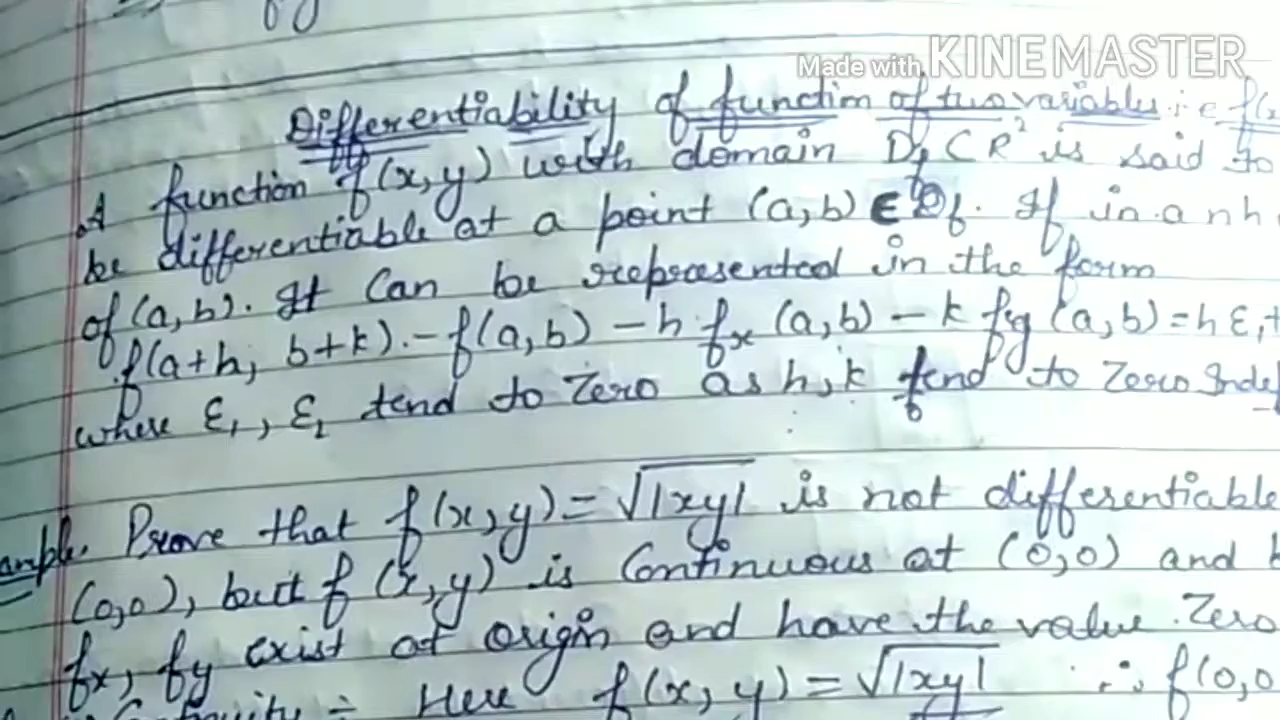 Made with KINEMASTER
Differentiability of function of two variables i.e f(x
A function f(x,y) with domain Df ⊂ R² is said to
be differentiable at a point (a,b) ∈ Df. If in a nh
of (a,b). It Can be represented in the form
f(a+h, b+k).-f(a,b) -h fx (a,b) - k fy (a,b) = hε₁+
where ε₁, ε₂ tend to Zero as h,k tend to Zero Inde
ample. Prove that f(x,y)=√|xy| is not differentiable
(0,0), but f (x,y) is Continuous at (0,0) and b
fx, fy exist at origin and have the value. Zero
Here f(x,y)=√|xy| ∴ f(0,0